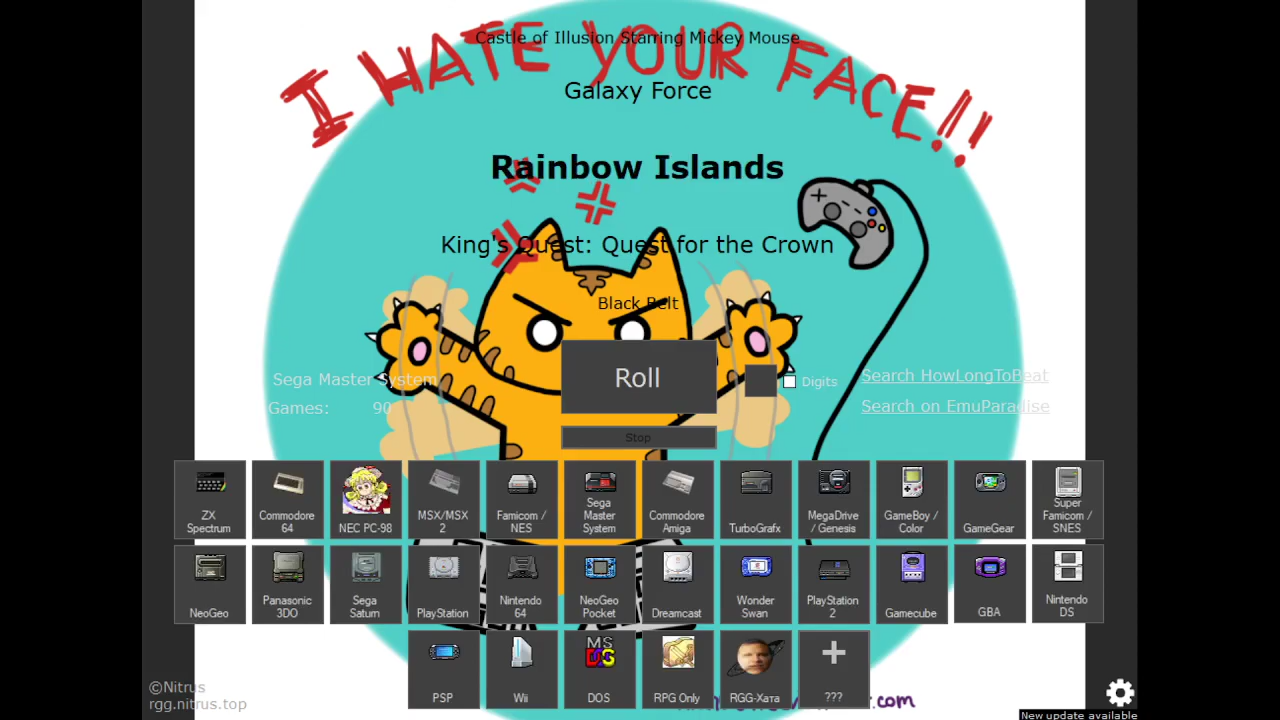 I HATE YOUR FACE!!
Castle of Illusion Starring Mickey Mouse
Galaxy Force
Rainbow Islands
King's Quest: Quest for the Crown
Black Belt
Roll
Stop
Sega Master System
Games: 90
Digits
Search HowLongToBeat
Search on EmuParadise
ZX
Spectrum
Commodore
64
NEC PC-98
MSX/MSX
2
Famicom /
NES
Sega
Master
System
Commodore
Amiga
TurboGrafx
MegaDrive
/ Genesis
GameBoy /
Color
GameGear
Super
Famicom /
SNES
NeoGeo
Panasonic
3DO
Sega
Saturn
PlayStation
Nintendo
64
NeoGeo
Pocket
Dreamcast
Wonder
Swan
PlayStation
2
Gamecube
GBA
Nintendo
DS
PSP
Wii
MS
DOS
DOS
RPG Only
RGG-Хата
+
???
©Nitrus
rgg.nitrus.top
.com
New update available